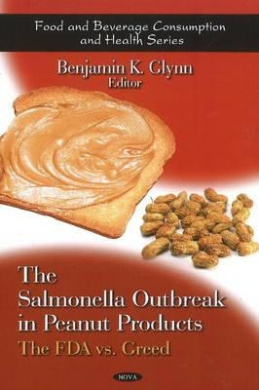 Food and Beverage Consumption
and Health Series
Benjamin K. Glynn
Editor
The
Salmonella Outbreak
in Peanut Products
The FDA vs. Greed
NOVA